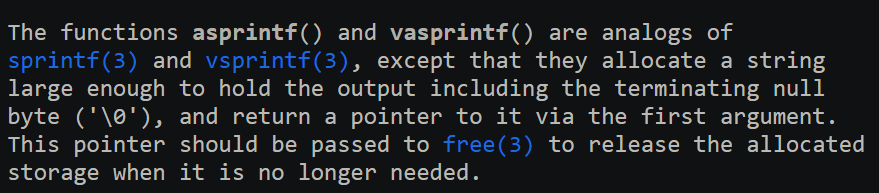 The functions asprintf() and vasprintf() are analogs of
sprintf(3) and vsprintf(3), except that they allocate a string
large enough to hold the output including the terminating null
byte ('\0'), and return a pointer to it via the first argument.
This pointer should be passed to free(3) to release the allocated
storage when it is no longer needed.